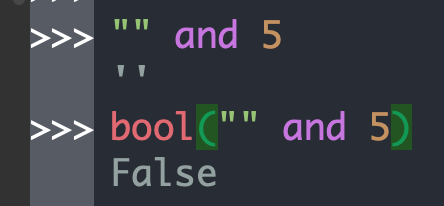 >>> "" and 5
''
>>> bool("" and 5)
False